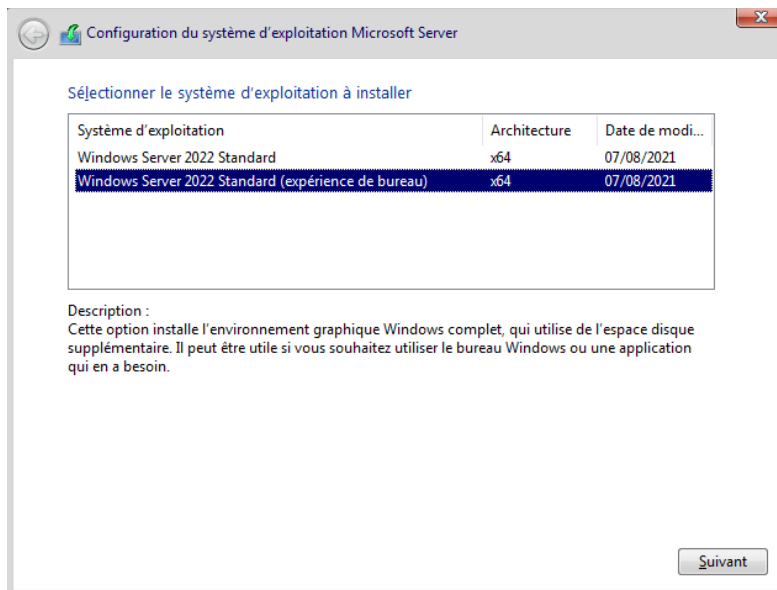 Configuration du système d'exploitation Microsoft Server
Sélectionner le système d'exploitation à installer
Système d'exploitation Architecture Date de modi...
Windows Server 2022 Standard x64 07/08/2021
Windows Server 2022 Standard (expérience de bureau) x64 07/08/2021
Description :
Cette option installe l'environnement graphique Windows complet, qui utilise de l'espace disque
supplémentaire. Il peut être utile si vous souhaitez utiliser le bureau Windows ou une application
qui en a besoin.
Suivant